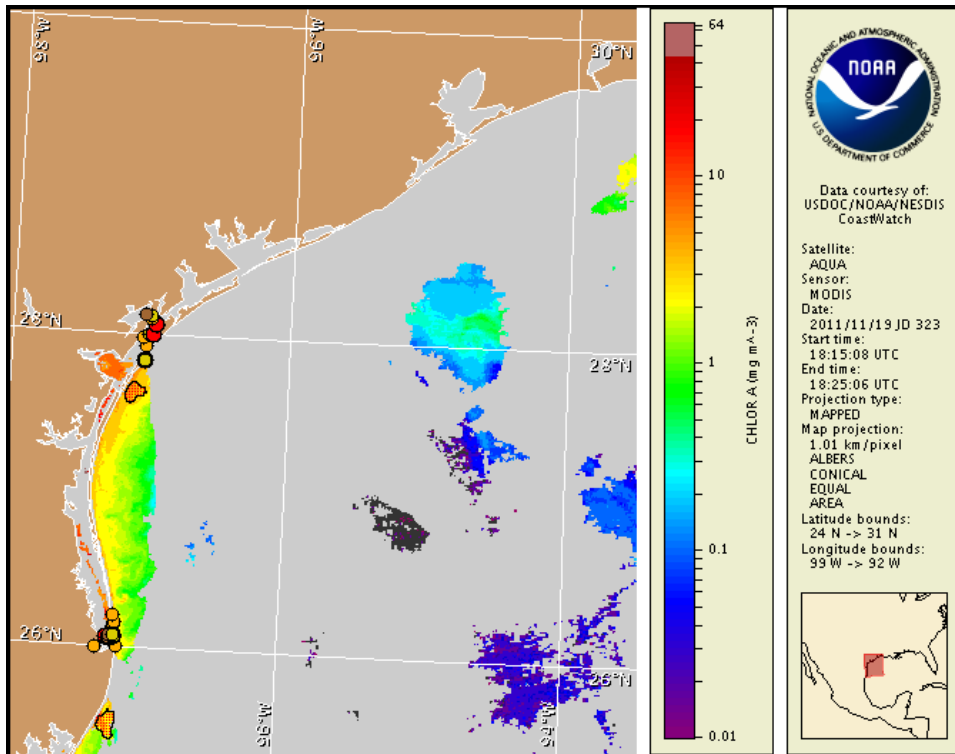 98°W
96°W
30°N
28°N
28°N
26°N
26°N
96°W
94°W
64
10
1
0.1
0.01
CHLOR A (mg m^-3)
NATIONAL OCEANIC AND ATMOSPHERIC ADMINISTRATION
NOAA
U.S. DEPARTMENT OF COMMERCE
Data courtesy of:
USDOC/NOAA/NESDIS
CoastWatch
Satellite:
AQUA
Sensor:
MODIS
Date:
2011/11/19 JD 323
Start time:
18:15:08 UTC
End time:
18:25:06 UTC
Projection type:
MAPPED
Map projection:
1.01 km/pixel
ALBERS
CONICAL
EQUAL
AREA
Latitude bounds:
24 N -> 31 N
Longitude bounds:
99 W -> 92 W